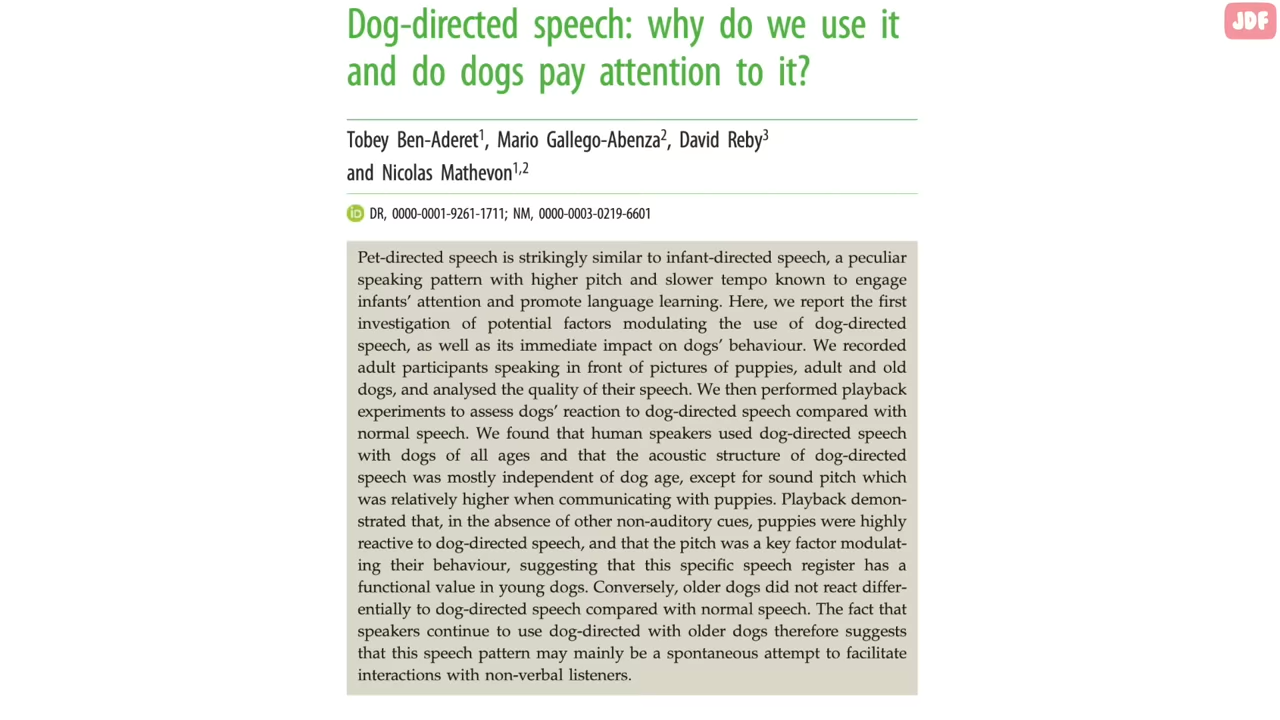 JDF
Dog-directed speech: why do we use it
and do dogs pay attention to it?
Tobey Ben-Aderet1, Mario Gallego-Abenza2, David Reby3
and Nicolas Mathevon1,2
iD DR, 0000-0001-9261-1711; NM, 0000-0003-0219-6601
Pet-directed speech is strikingly similar to infant-directed speech, a peculiar
speaking pattern with higher pitch and slower tempo known to engage
infants' attention and promote language learning. Here, we report the first
investigation of potential factors modulating the use of dog-directed
speech, as well as its immediate impact on dogs' behaviour. We recorded
adult participants speaking in front of pictures of puppies, adult and old
dogs, and analysed the quality of their speech. We then performed playback
experiments to assess dogs' reaction to dog-directed speech compared with
normal speech. We found that human speakers used dog-directed speech
with dogs of all ages and that the acoustic structure of dog-directed
speech was mostly independent of dog age, except for sound pitch which
was relatively higher when communicating with puppies. Playback demon-
strated that, in the absence of other non-auditory cues, puppies were highly
reactive to dog-directed speech, and that the pitch was a key factor modulat-
ing their behaviour, suggesting that this specific speech register has a
functional value in young dogs. Conversely, older dogs did not react differ-
entially to dog-directed speech compared with normal speech. The fact that
speakers continue to use dog-directed with older dogs therefore suggests
that this speech pattern may mainly be a spontaneous attempt to facilitate
interactions with non-verbal listeners.